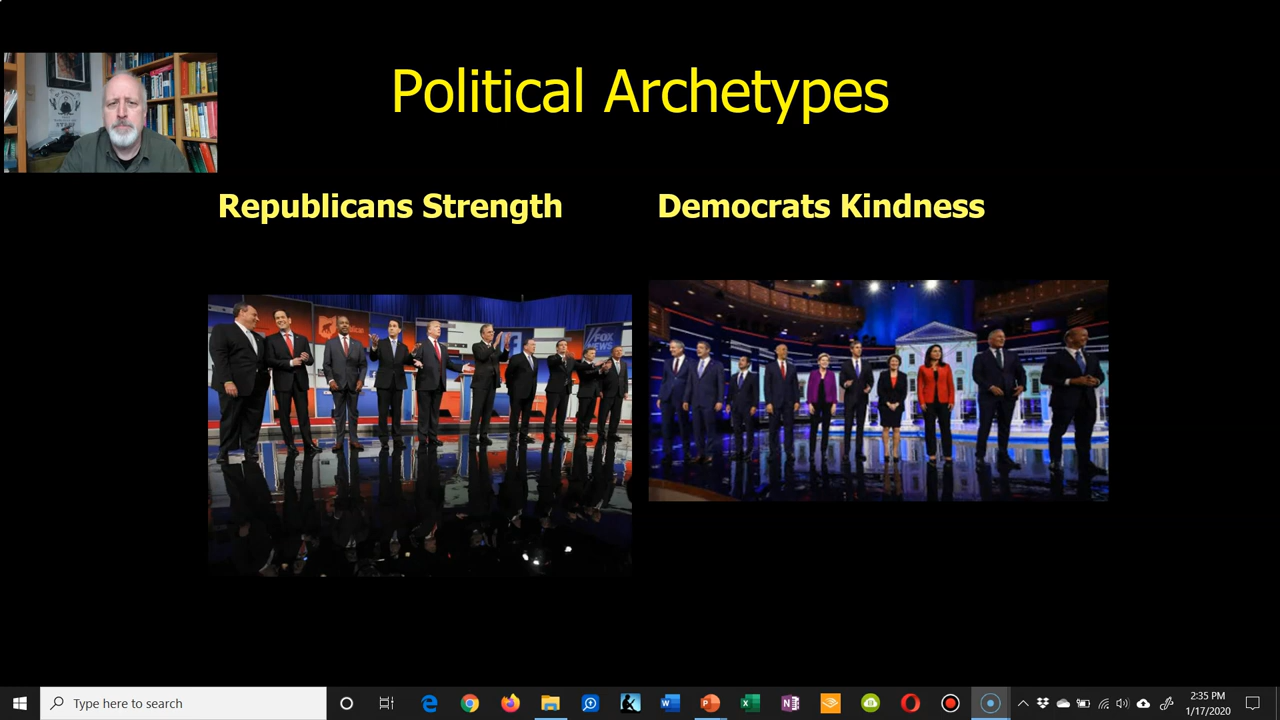 Political Archetypes
Republicans Strength
Democrats Kindness
FOX
NEWS
Type here to search
2:35 PM
1/17/2020